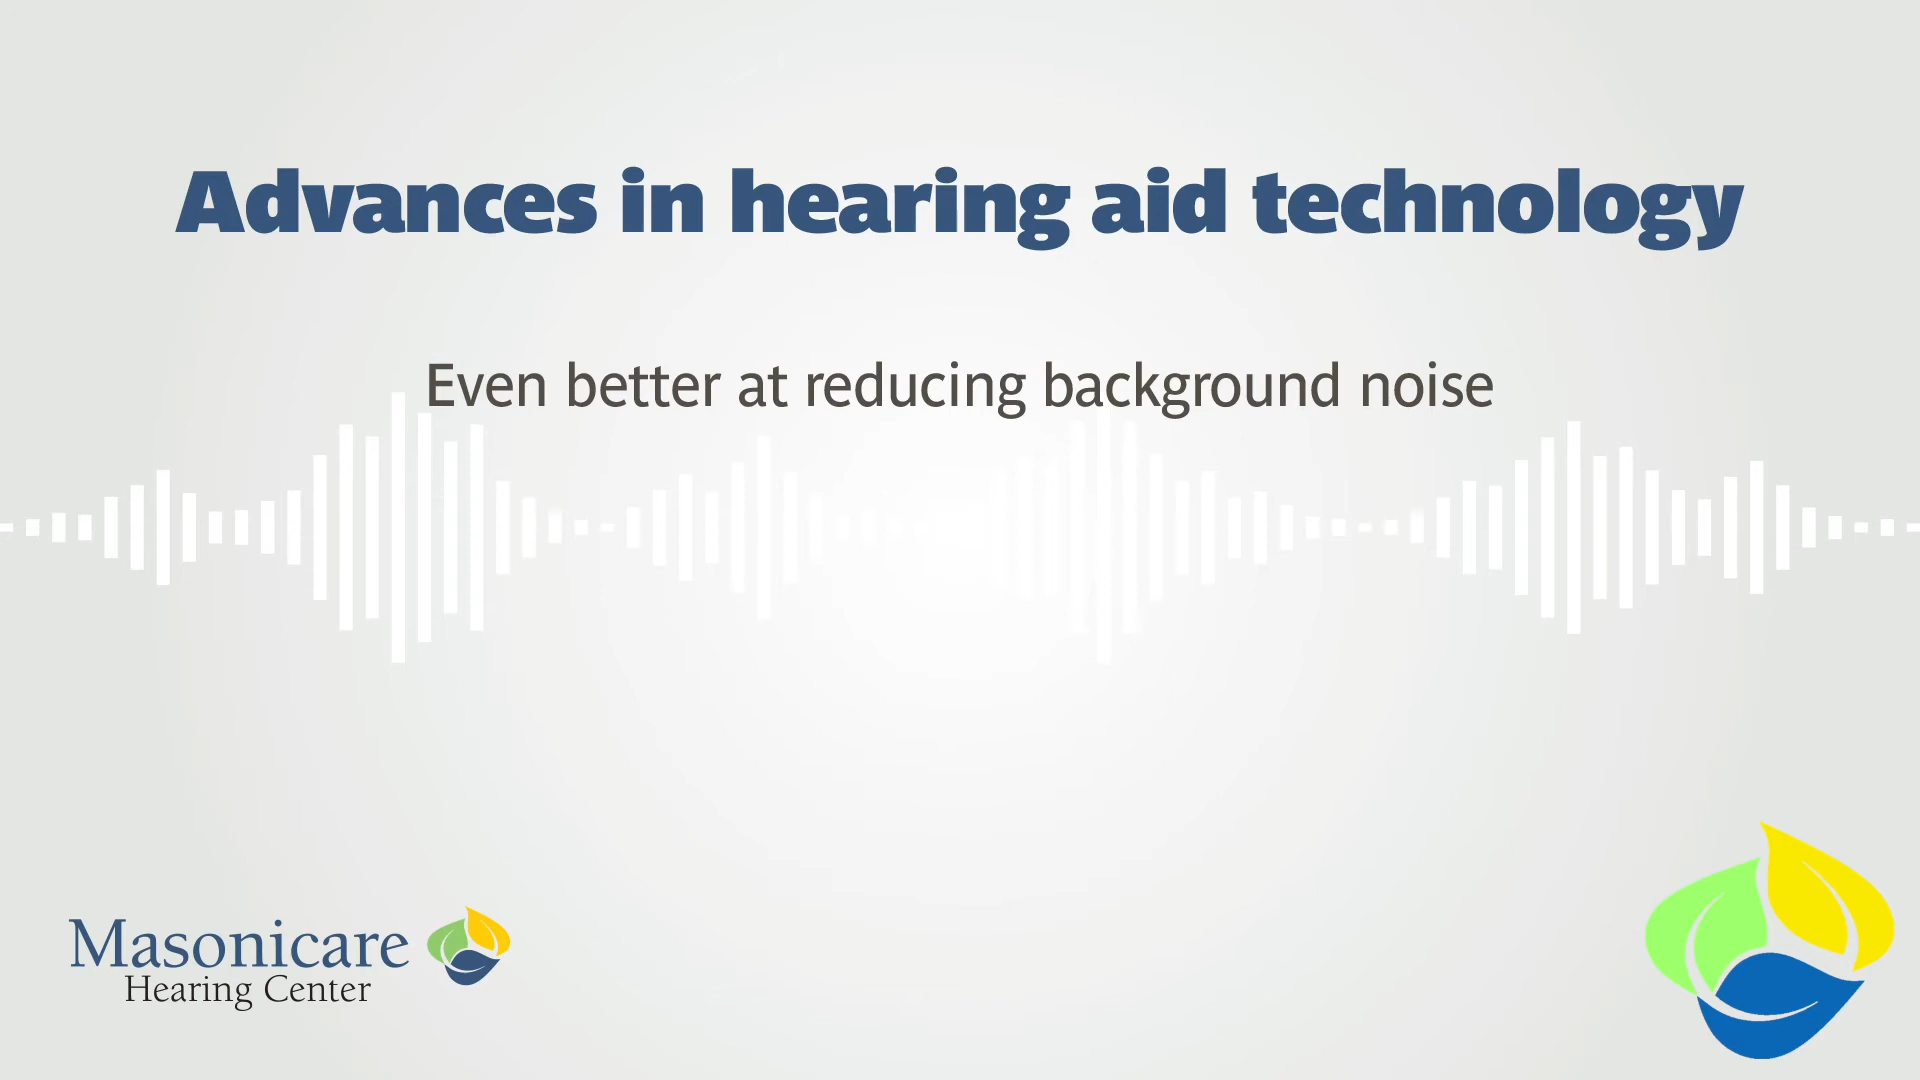 Advances in hearing aid technology
Even better at reducing background noise
Masonicare
Hearing Center